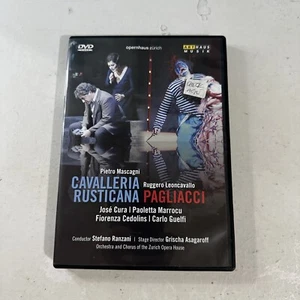 DVD
opernhaus zürich
ARTHAUS
MUSIK
Pietro Mascagni
CAVALLERIA
RUSTICANA
Ruggero Leoncavallo
PAGLIACCI
José Cura | Paoletta Marrocu
Fiorenza Cedolins | Carlo Guelfi
Conductor Stefano Ranzani | Stage Director Grischa Asagaroff
Orchestra and Chorus of the Zurich Opera House